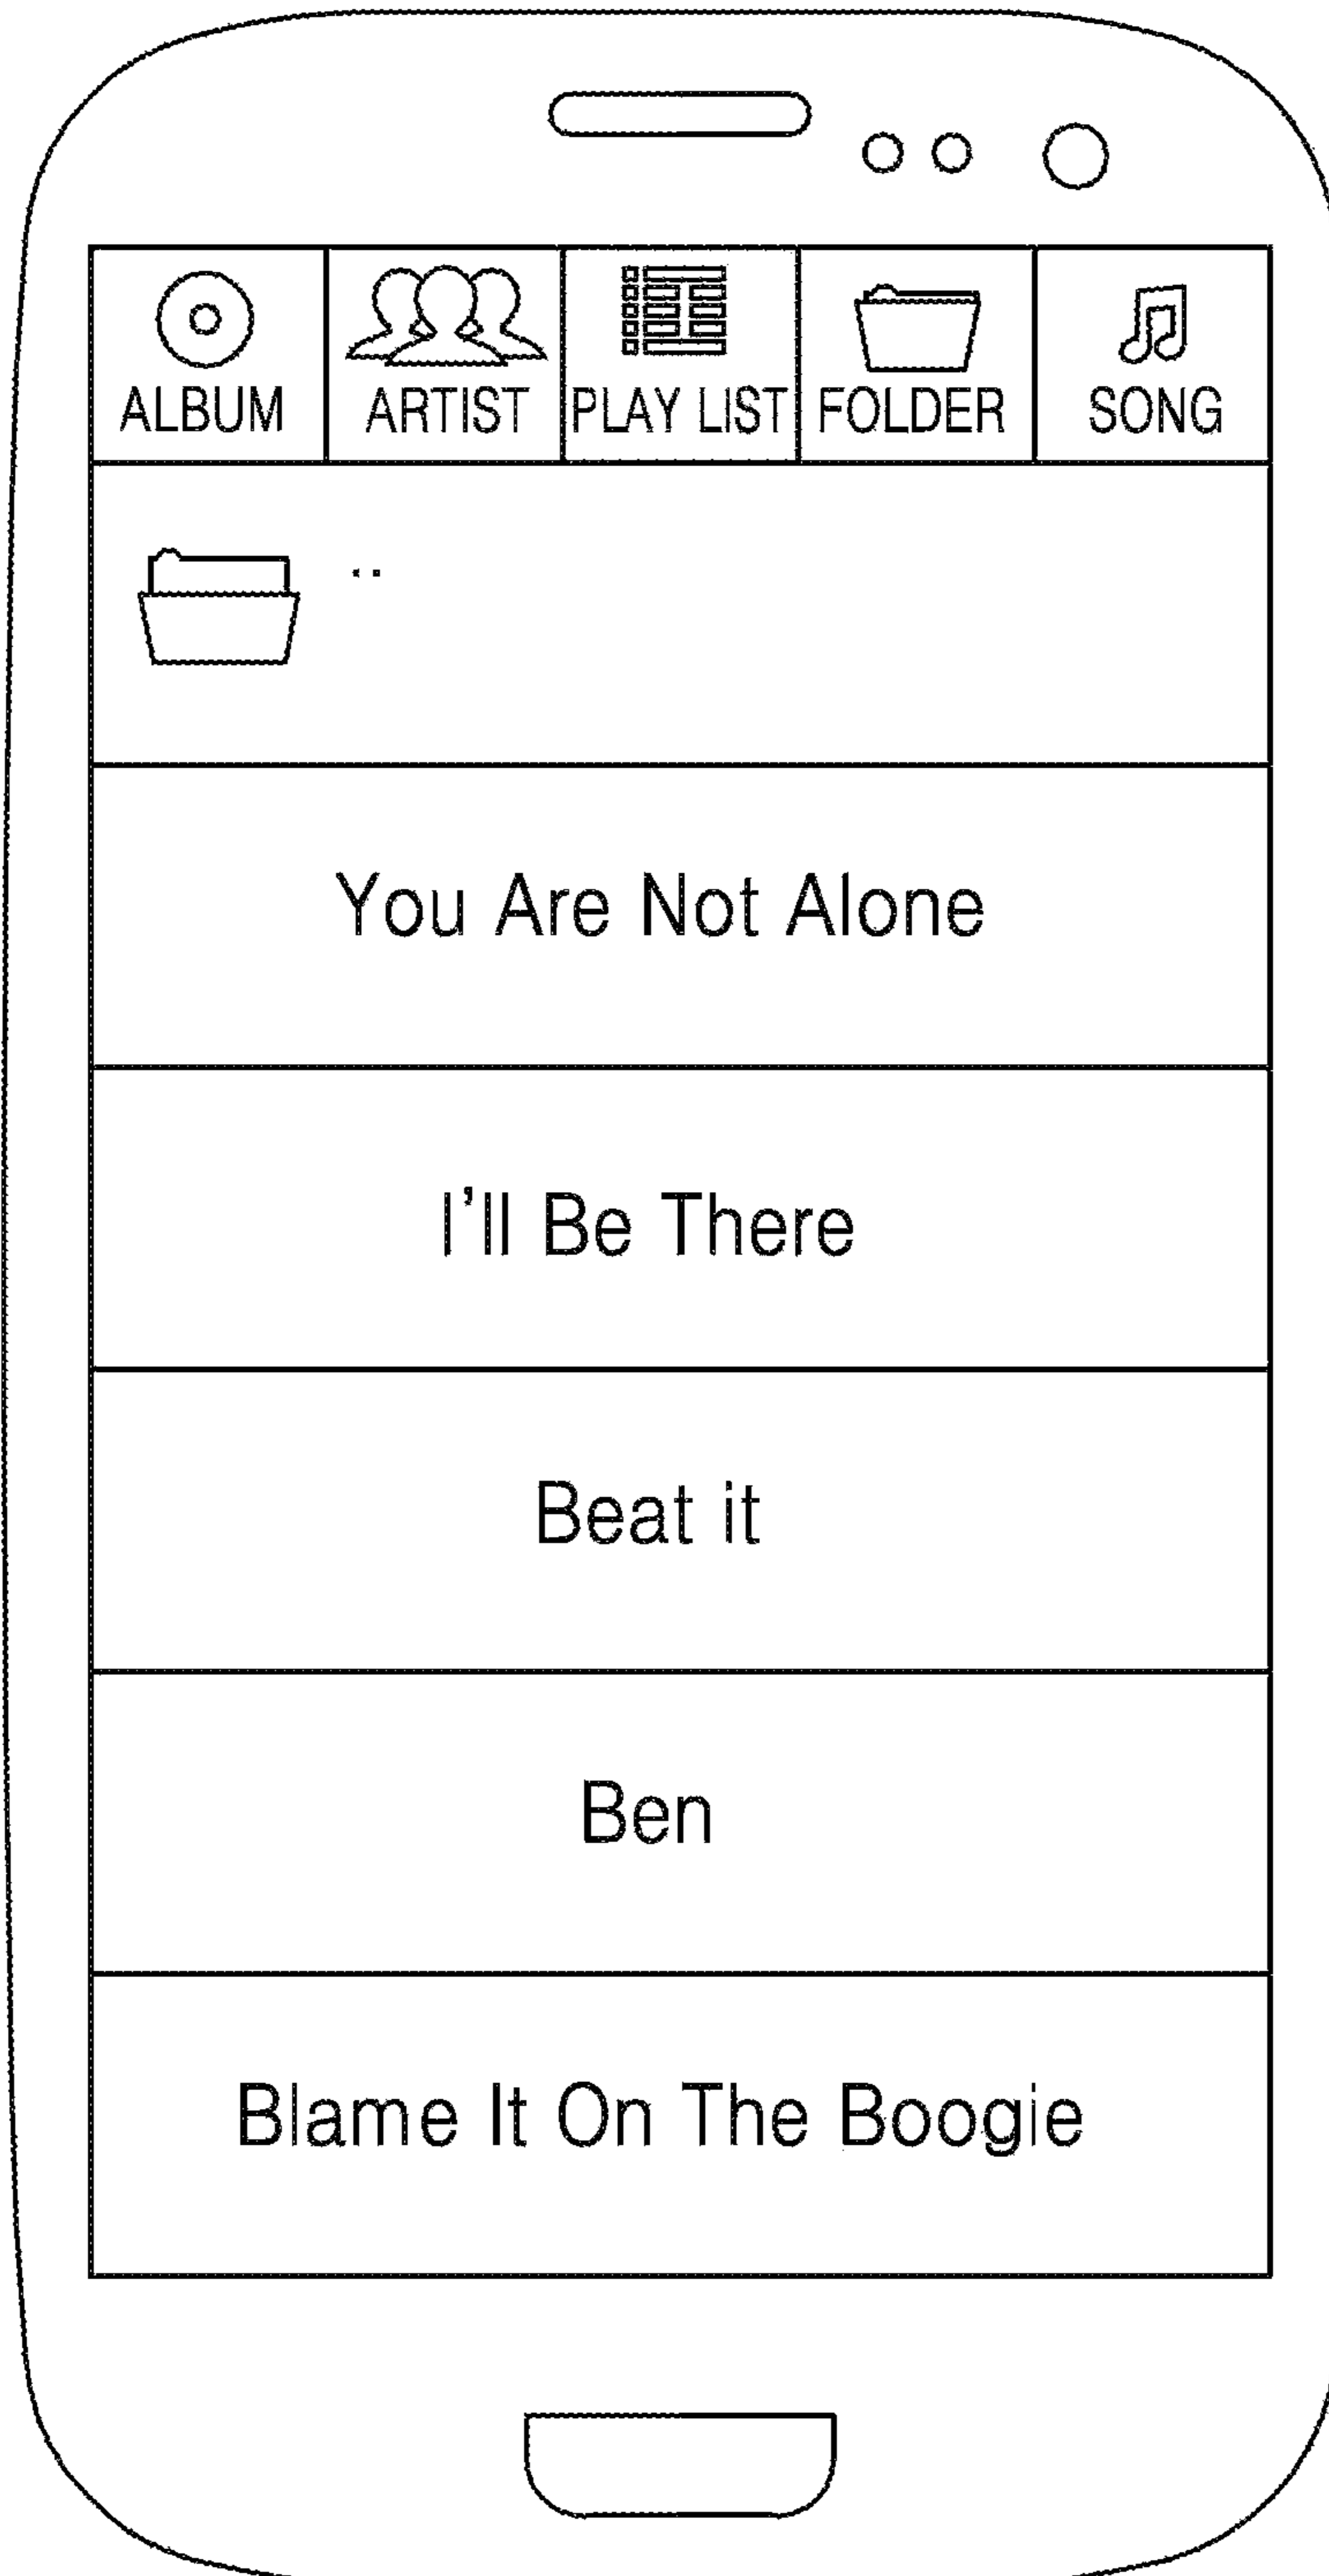 ALBUM ARTIST PLAY LIST FOLDER SONG
..
You Are Not Alone
I'll Be There
Beat it
Ben
Blame It On The Boogie